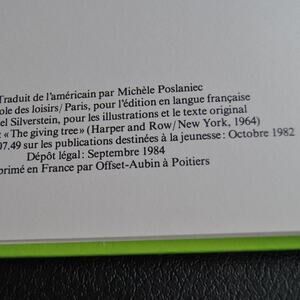 Traduit de l'américain par Michèle Poslaniec
ole des loisirs/Paris, pour l'édition en langue française
el Silverstein, pour les illustrations et le texte original
: «The giving tree» (Harper and Row/New York, 1964)
07.49 sur les publications destinées à la jeunesse: Octobre 1982
Dépôt légal: Septembre 1984
primé en France par Offset-Aubin à Poitiers